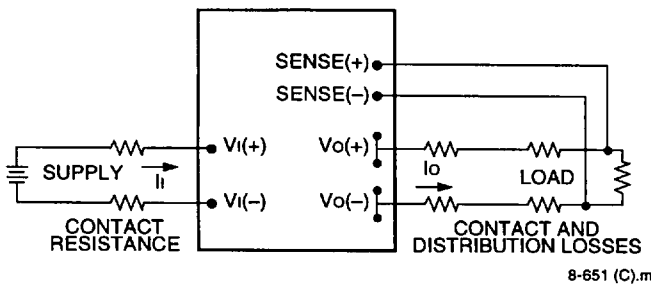 SENSE(+)
SENSE(–)
VI(+)
VO(+)
SUPPLY
II
IO
LOAD
VI(–)
VO(–)
CONTACT
RESISTANCE
CONTACT AND
DISTRIBUTION LOSSES
8-651 (C).m